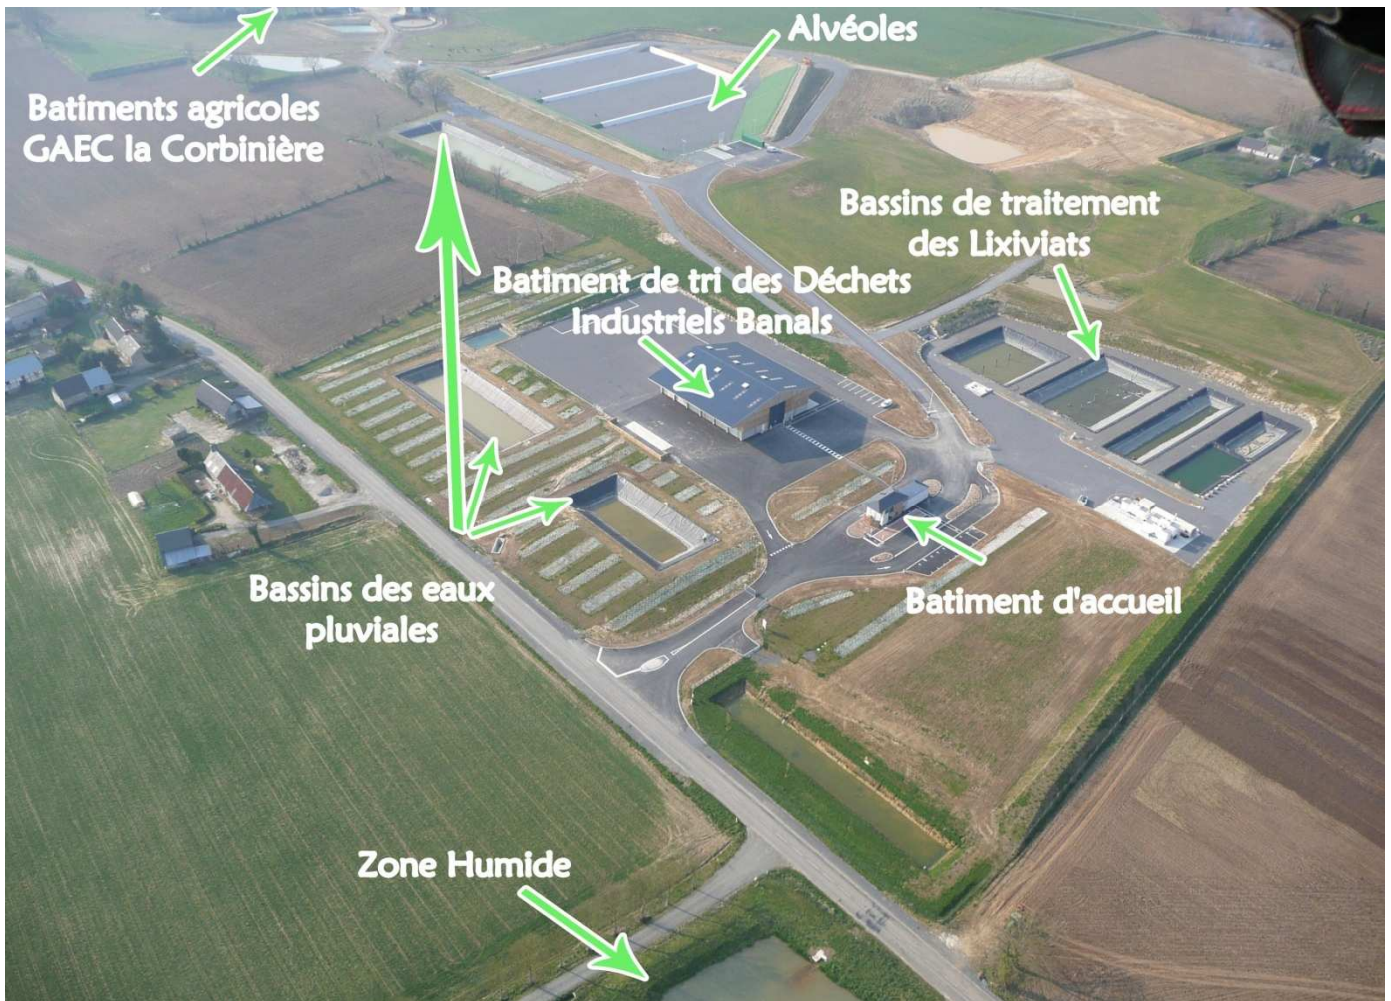 Alvéoles
Batiments agricoles
GAEC la Corbinière
Bassins de traitement
des Lixiviats
Batiment de tri des Déchets
Industriels Banals
Bassins des eaux
pluviales
Batiment d'accueil
Zone Humide